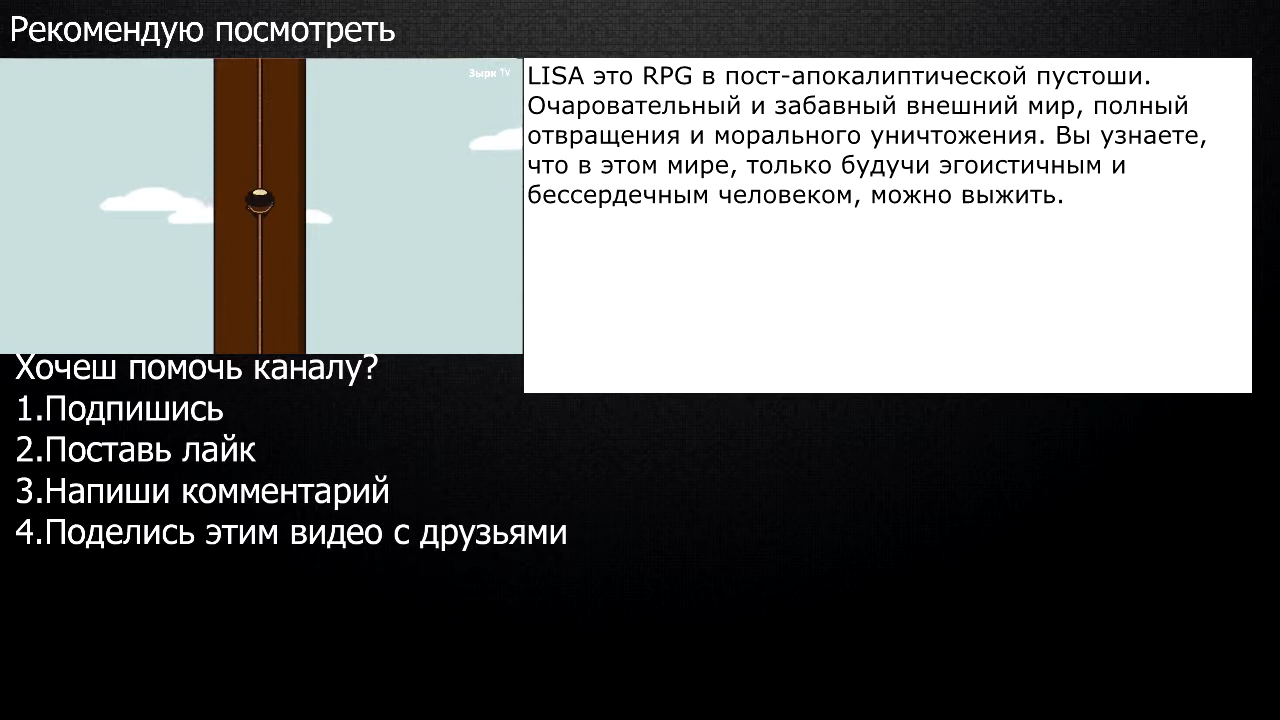 Рекомендую посмотреть
Зырк TV
LISA это RPG в пост-апокалиптической пустоши.
Очаровательный и забавный внешний мир, полный
отвращения и морального уничтожения. Вы узнаете,
что в этом мире, только будучи эгоистичным и
бессердечным человеком, можно выжить.
Хочеш помочь каналу?
1.Подпишись
2.Поставь лайк
3.Напиши комментарий
4.Поделись этим видео с друзьями